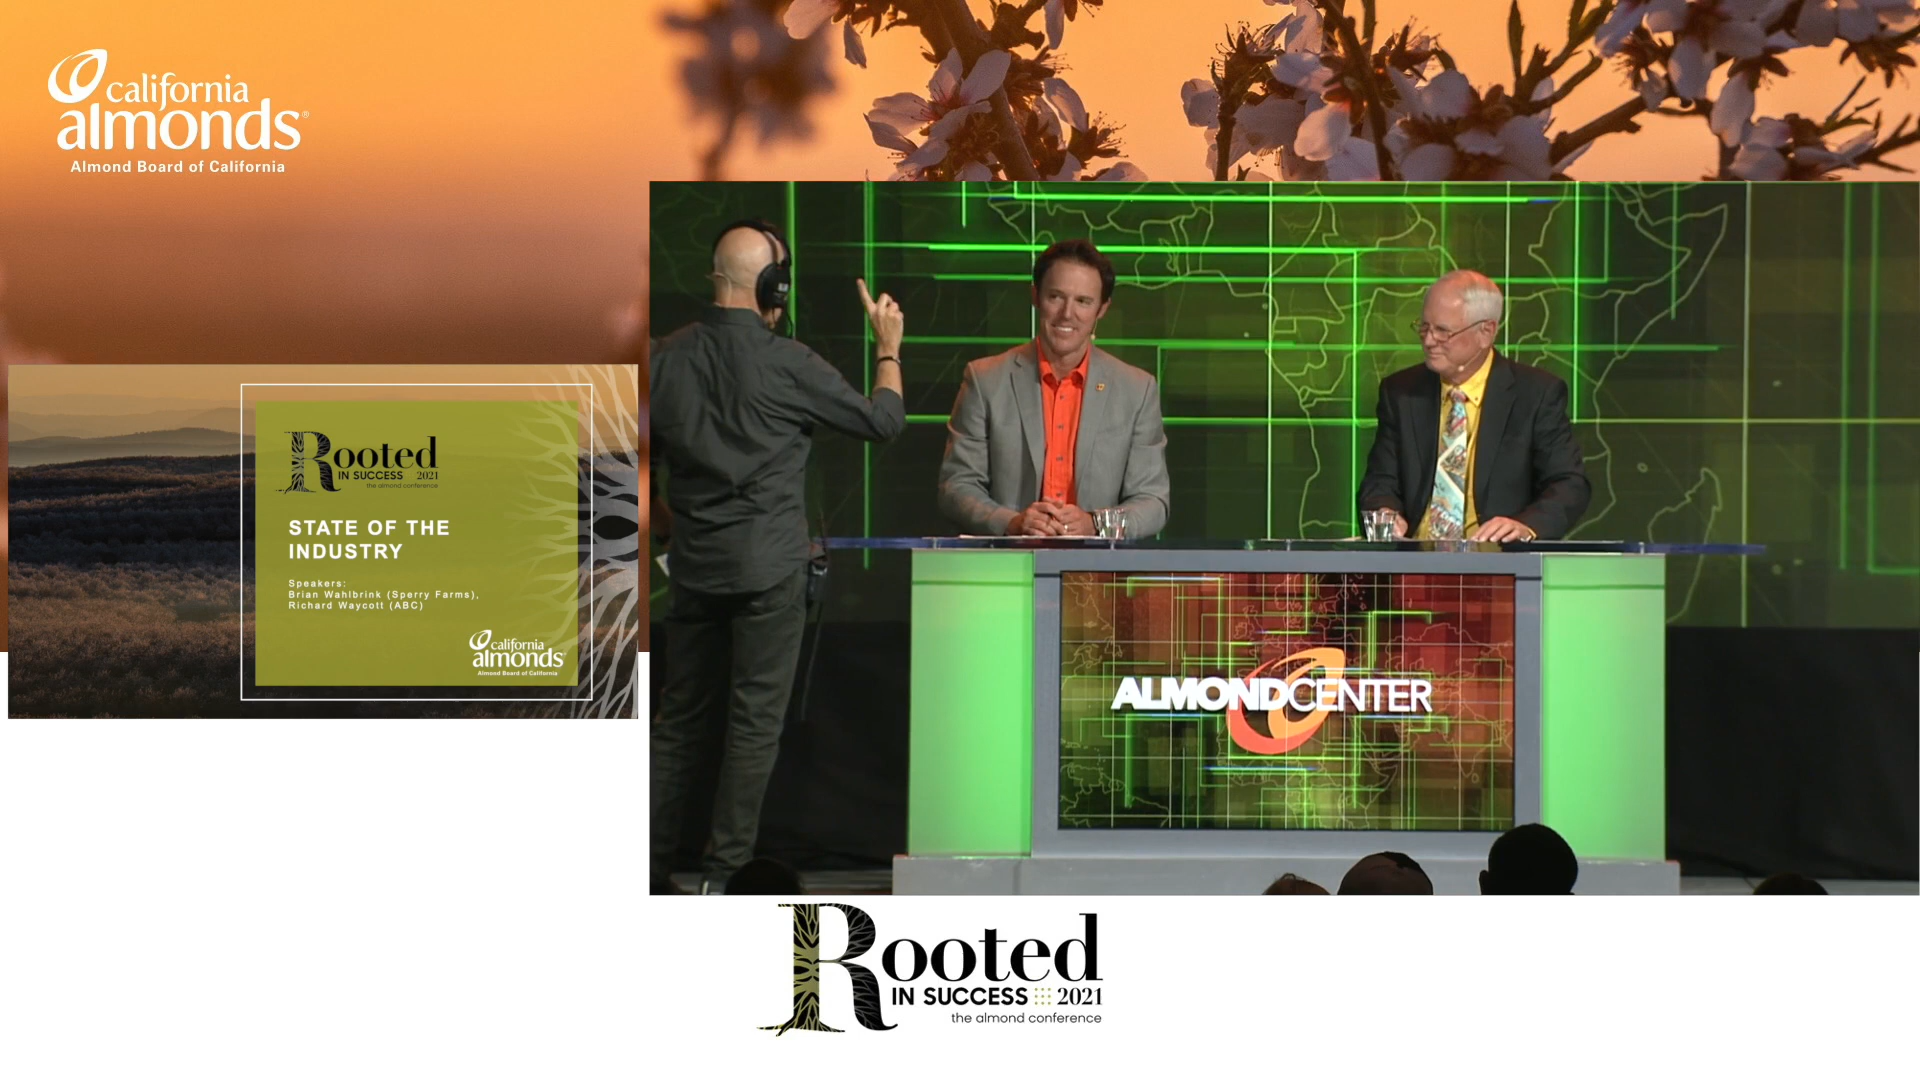 california
almonds®
Almond Board of California
Rooted
IN SUCCESS 2021
the almond conference
STATE OF THE
INDUSTRY
Speakers:
Brian Wahlbrink (Sperry Farms),
Richard Waycott (ABC)
california
almonds
Almond Board of California
ALMONDCENTER
Rooted
IN SUCCESS 2021
the almond conference